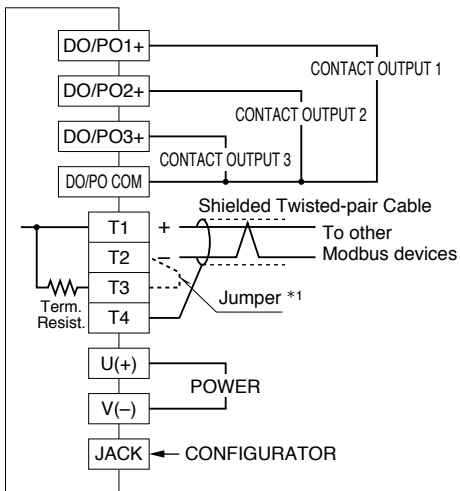 DO/PO1+
CONTACT OUTPUT 1
DO/PO2+
CONTACT OUTPUT 2
DO/PO3+
CONTACT OUTPUT 3
DO/PO COM
Shielded Twisted-pair Cable
T1 + To other
Modbus devices
T2 –
T3
Jumper *1
Term.
Resist.
T4
U(+)
POWER
V(–)
JACK CONFIGURATOR